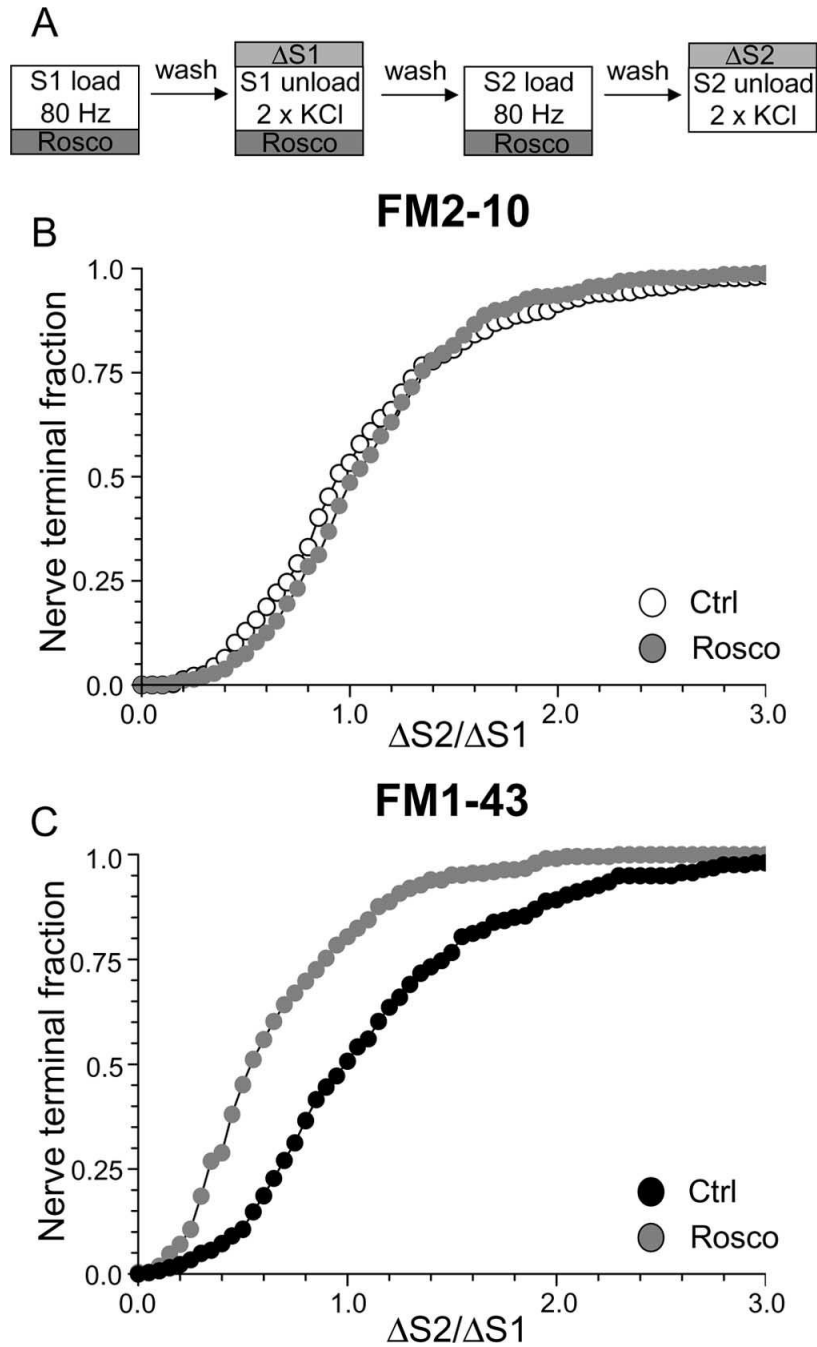 A
S1 load
80 Hz
Rosco
wash
ΔS1
S1 unload
2 x KCl
Rosco
wash
S2 load
80 Hz
Rosco
wash
ΔS2
S2 unload
2 x KCl
B
FM2-10
Nerve terminal fraction
1.0
0.75
0.5
0.25
0.0
0.0 1.0 2.0 3.0
ΔS2/ΔS1
Ctrl
Rosco
C
FM1-43
Nerve terminal fraction
1.0
0.75
0.5
0.25
0.0
0.0 1.0 2.0 3.0
ΔS2/ΔS1
Ctrl
Rosco